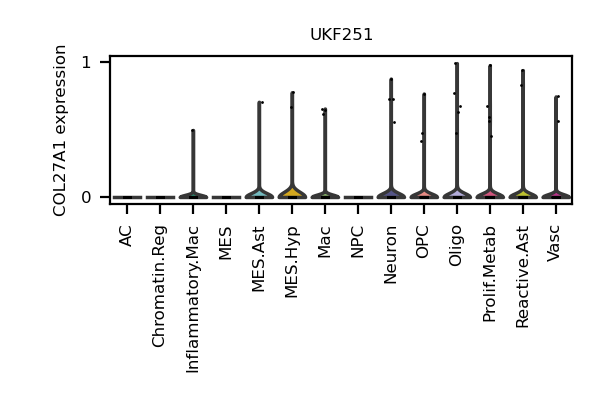 UKF251
COL27A1 expression
1
0
AC
Chromatin.Reg
Inflammatory.Mac
MES
MES.Ast
MES.Hyp
Mac
NPC
Neuron
OPC
Oligo
Prolif.Metab
Reactive.Ast
Vasc